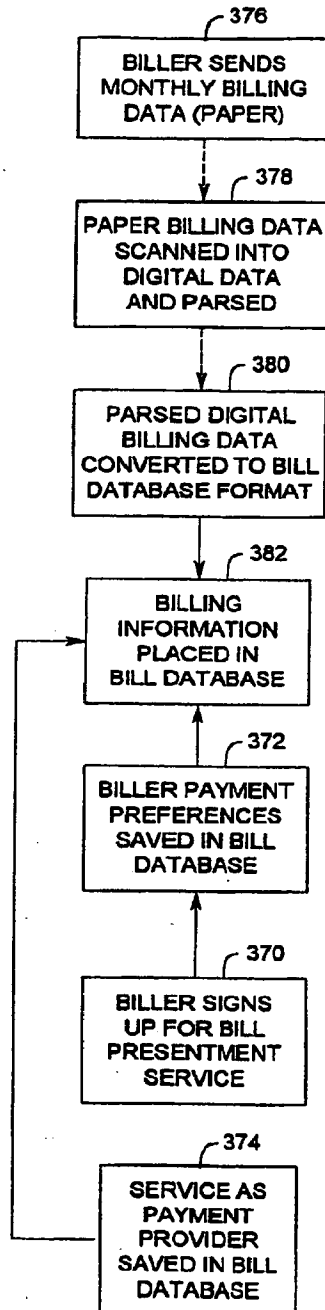 376
BILLER SENDS
MONTHLY BILLING
DATA (PAPER)
378
PAPER BILLING DATA
SCANNED INTO
DIGITAL DATA
AND PARSED
380
PARSED DIGITAL
BILLING DATA
CONVERTED TO BILL
DATABASE FORMAT
382
BILLING
INFORMATION
PLACED IN
BILL DATABASE
372
BILLER PAYMENT
PREFERENCES
SAVED IN BILL
DATABASE
370
BILLER SIGNS
UP FOR BILL
PRESENTMENT
SERVICE
374
SERVICE AS
PAYMENT
PROVIDER
SAVED IN BILL
DATABASE